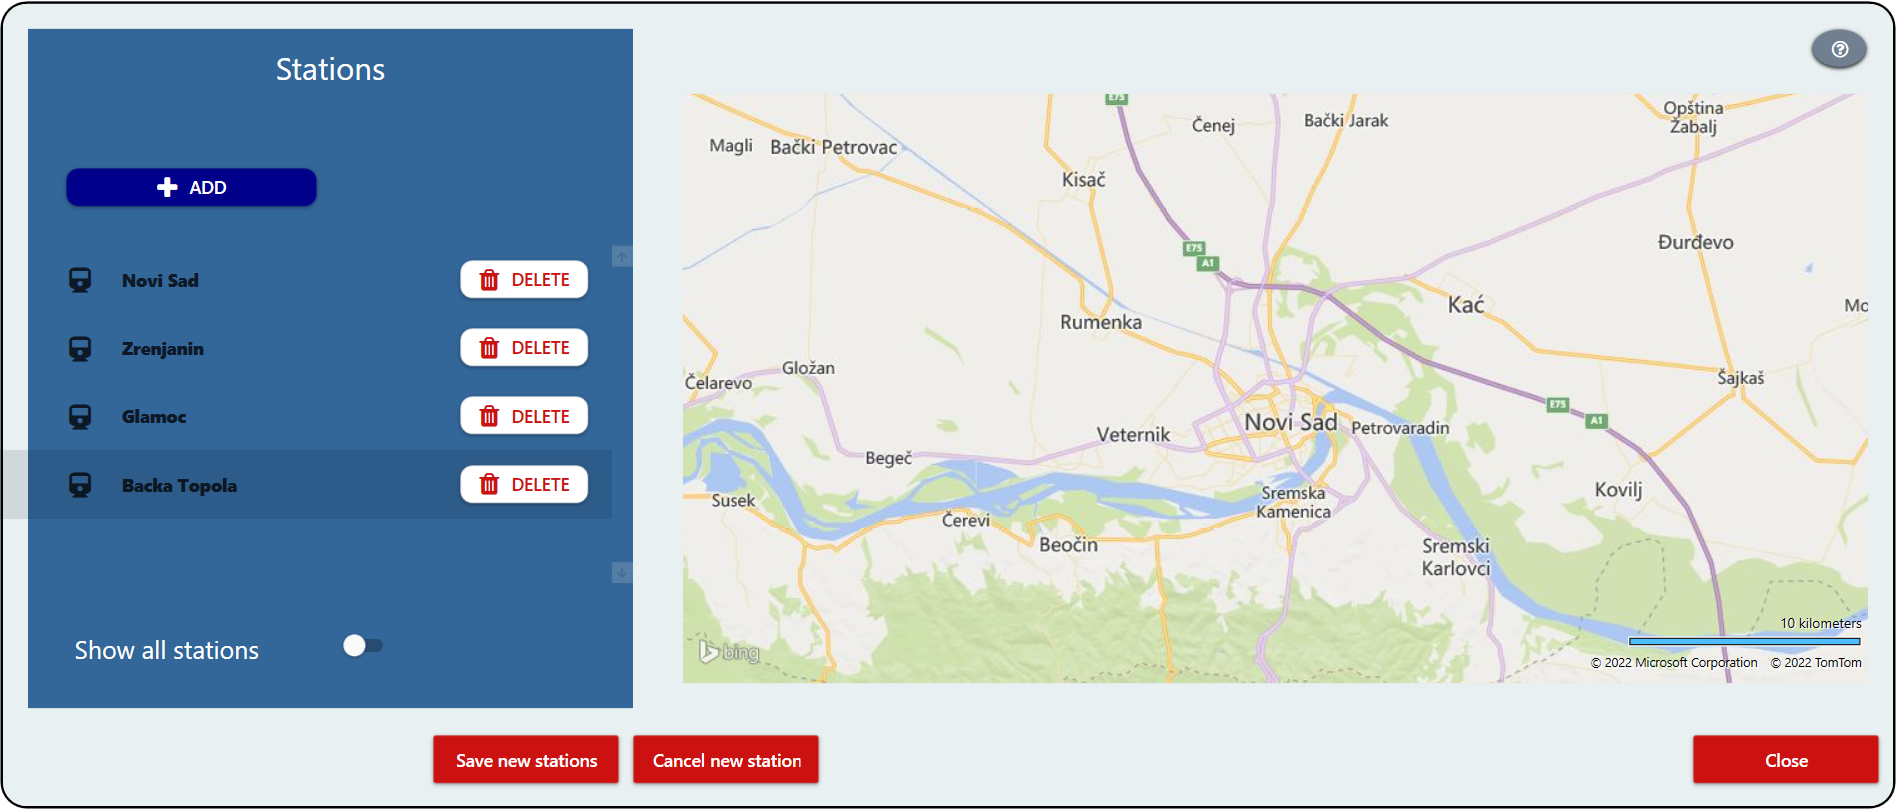 Stations
ADD
Novi Sad
DELETE
Zrenjanin
DELETE
Glamoc
DELETE
Backa Topola
DELETE
Show all stations
E75
Magli
Bački Petrovac
Čenej
Bački Jarak
Opština
Žabalj
Kisač
Đurđevo
E75
A1
Kać
Mo
Rumenka
Gložan
Čelarevo
Šajkaš
E75
A1
Novi Sad
Petrovaradin
Veternik
Begeč
Susek
Sremska
Kamenica
Kovilj
Čerevi
Beočin
Sremski
Karlovci
10 kilometers
bing
© 2022 Microsoft Corporation © 2022 TomTom
Save new stations
Cancel new station
Close